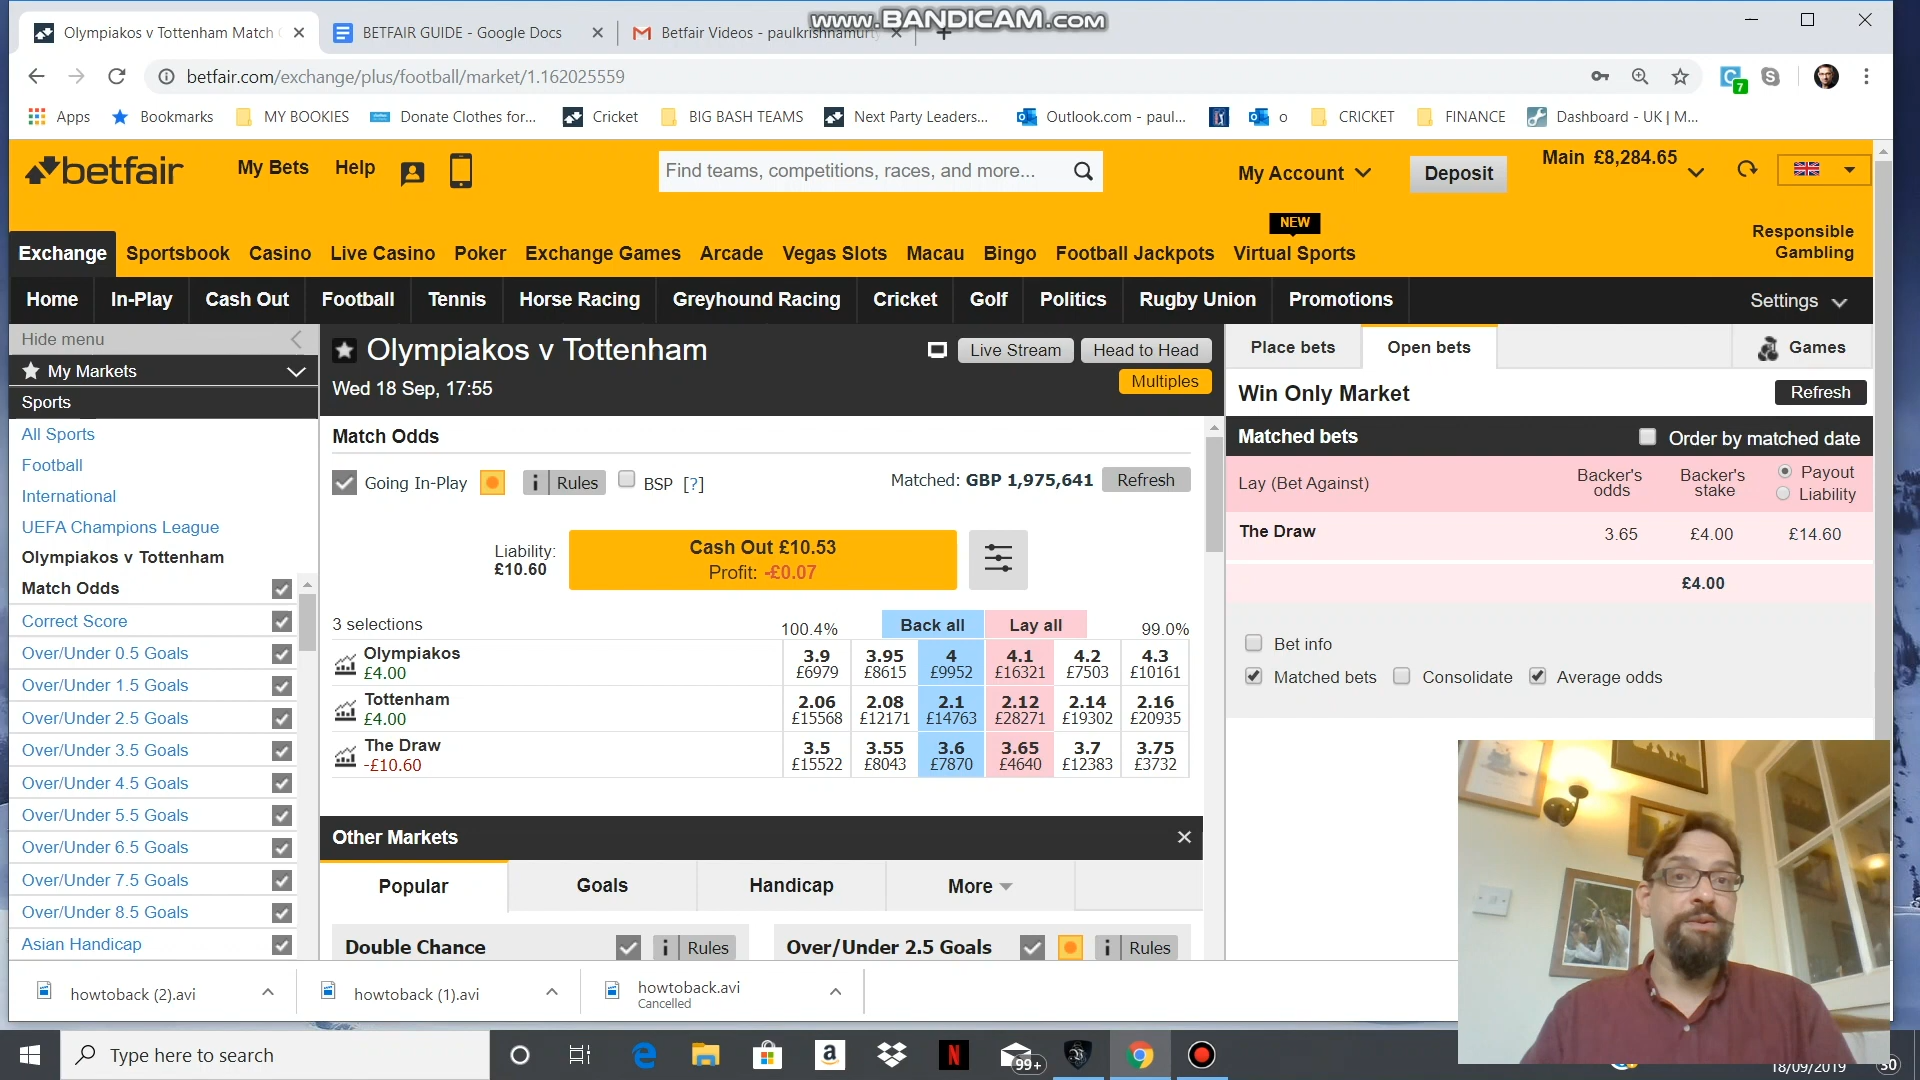 www.BANDICAM.com
Olympiakos v Tottenham Match
BETFAIR GUIDE - Google Docs
Betfair Videos - paulkrishnamurty
betfair.com/exchange/plus/football/market/1.162025559
7
Apps
Bookmarks
MY BOOKIES
Donate Clothes for...
Cricket
BIG BASH TEAMS
Next Party Leaders...
Outlook.com - paul...
o
CRICKET
FINANCE
Dashboard - UK | M...
betfair
My Bets
Help
Find teams, competitions, races, and more...
My Account
Deposit
Main £8,284.65
NEW
Responsible
Gambling
Exchange
Sportsbook
Casino
Live Casino
Poker
Exchange Games
Arcade
Vegas Slots
Macau
Bingo
Football Jackpots
Virtual Sports
Home
In-Play
Cash Out
Football
Tennis
Horse Racing
Greyhound Racing
Cricket
Golf
Politics
Rugby Union
Promotions
Settings
Hide menu
My Markets
Sports
All Sports
Football
International
UEFA Champions League
Olympiakos v Tottenham
Match Odds
Correct Score
Over/Under 0.5 Goals
Over/Under 1.5 Goals
Over/Under 2.5 Goals
Over/Under 3.5 Goals
Over/Under 4.5 Goals
Over/Under 5.5 Goals
Over/Under 6.5 Goals
Over/Under 7.5 Goals
Over/Under 8.5 Goals
Asian Handicap
Olympiakos v Tottenham
Wed 18 Sep, 17:55
Live Stream
Head to Head
Multiples
Match Odds
Going In-Play
i Rules
BSP [?]
Matched: GBP 1,975,641
Refresh
Liability:
£10.60
Cash Out £10.53
Profit: -£0.07
3 selections
100.4%
Back all
Lay all
99.0%
Olympiakos
£4.00
3.9 3.95 4 4.1 4.2 4.3
£6979 £8615 £9952 £16321 £7503 £10161
Tottenham
£4.00
2.06 2.08 2.1 2.12 2.14 2.16
£15568 £12171 £14763 £28271 £19302 £20935
The Draw
-£10.60
3.5 3.55 3.6 3.65 3.7 3.75
£15522 £8043 £7870 £4640 £12383 £3732
Other Markets
Popular
Goals
Handicap
More
Double Chance
i Rules
Over/Under 2.5 Goals
i Rules
Place bets
Open bets
Games
Win Only Market
Refresh
Matched bets
Order by matched date
Lay (Bet Against)
Backer's
odds
Backer's
stake
Payout
Liability
The Draw
3.65
£4.00
£14.60
£4.00
Bet info
Matched bets
Consolidate
Average odds
howtoback (2).avi
howtoback (1).avi
howtoback.avi
Cancelled
Type here to search
99+
18/09/2019
30